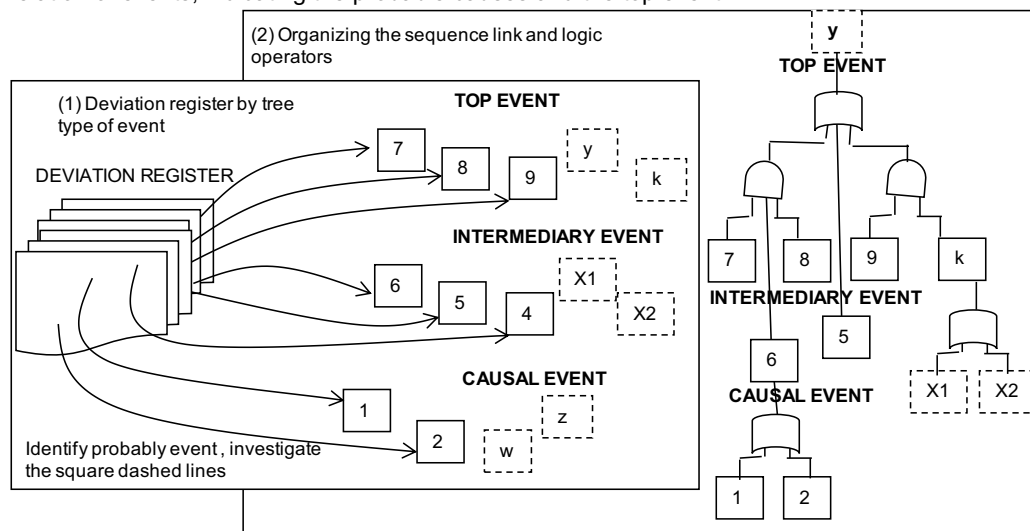 (2) Organizing the sequence link and logic
operators
(1) Deviation register by tree
type of event
DEVIATION REGISTER
TOP EVENT
7
8
9
y
k
INTERMEDIARY EVENT
6
5
4
X1
X2
CAUSAL EVENT
1
2
w
z
Identify probably event , investigate
the square dashed lines
y
TOP EVENT
7
8
9
k
INTERMEDIARY EVENT
6
5
X1
X2
CAUSAL EVENT
1
2